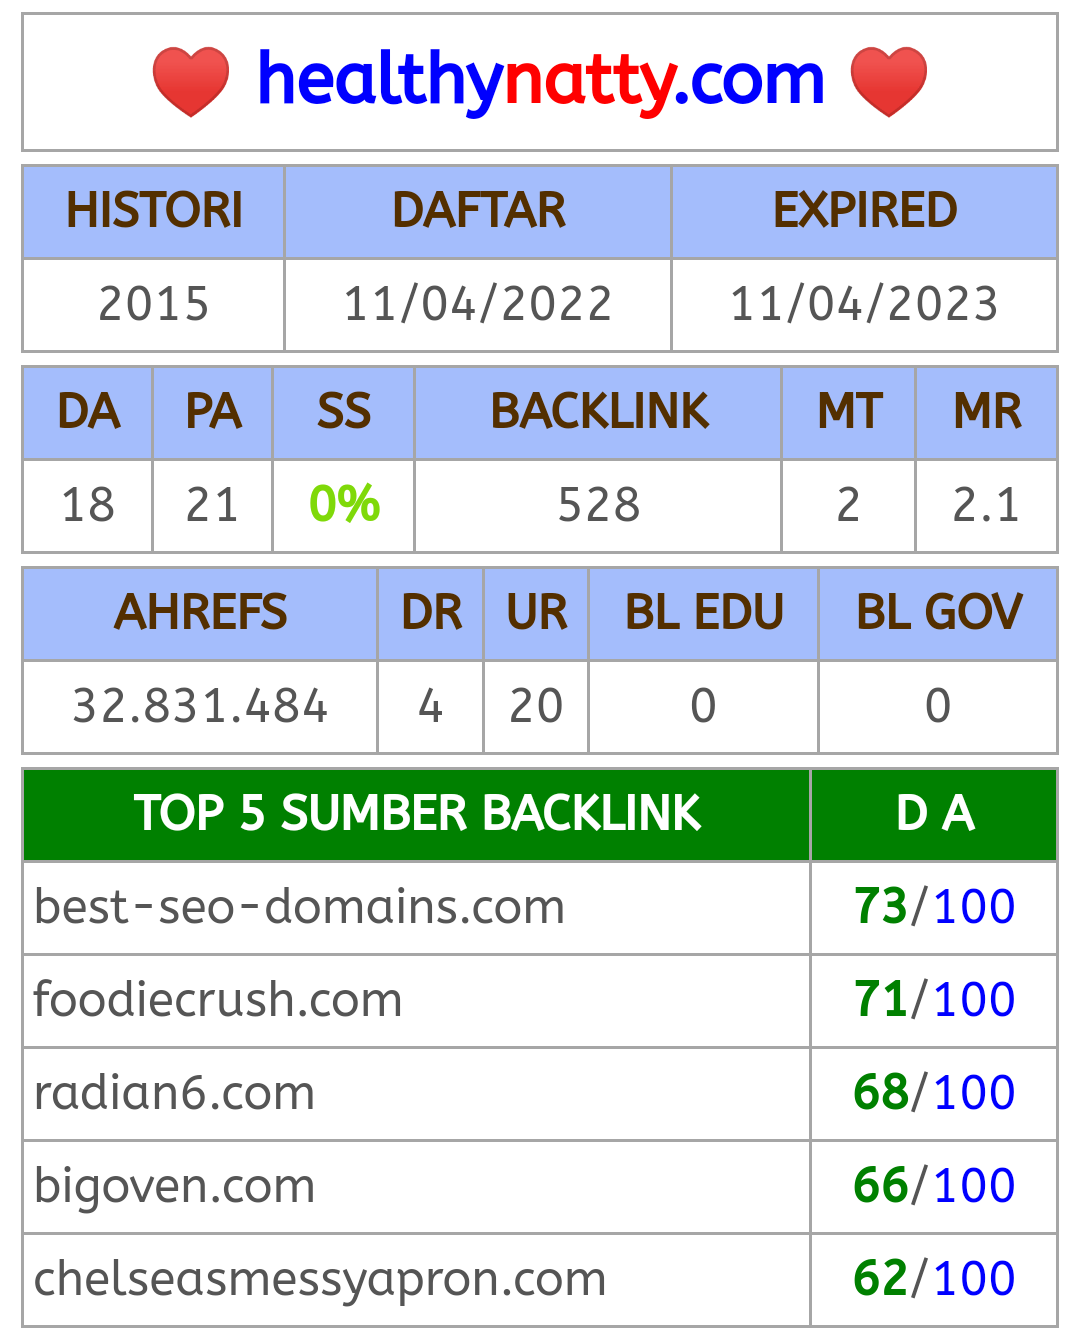 healthynatty.com
HISTORI DAFTAR EXPIRED
2015 11/04/2022 11/04/2023
DA PA SS BACKLINK MT MR
18 21 0% 528 2 2.1
AHREFS DR UR BL EDU BL GOV
32.831.484 4 20 0 0
TOP 5 SUMBER BACKLINK D A
best-seo-domains.com 73/100
foodiecrush.com 71/100
radian6.com 68/100
bigoven.com 66/100
chelseasmessyapron.com 62/100